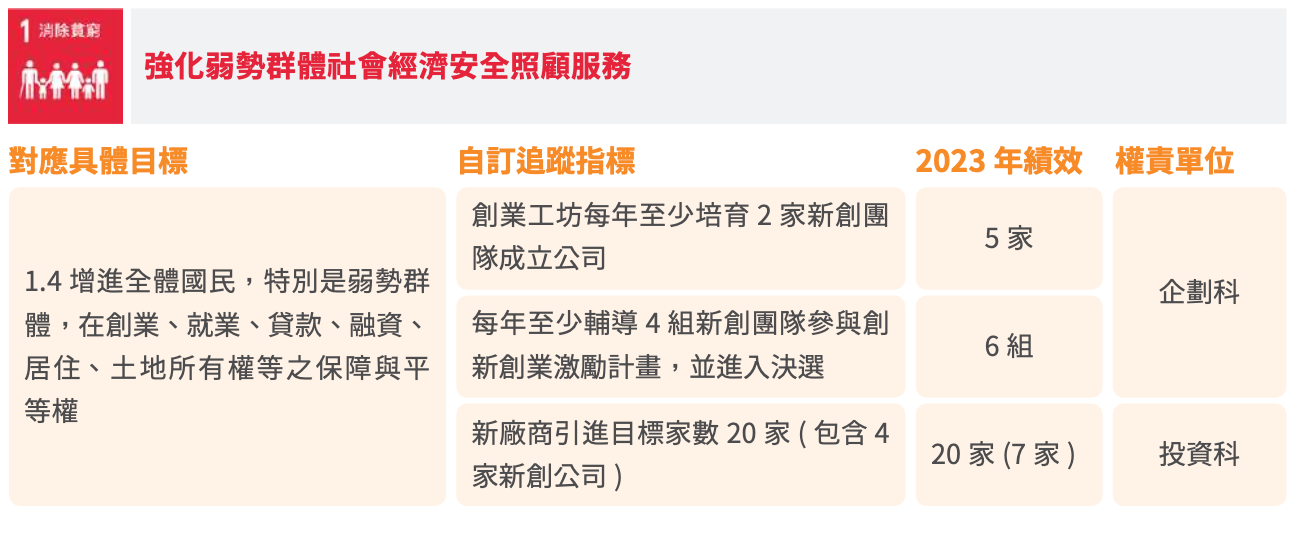 1 消除貧窮
強化弱勢群體社會經濟安全照顧服務
對應具體目標
自訂追蹤指標
2023 年績效
權責單位
1.4 增進全體國民，特別是弱勢群
體，在創業、就業、貸款、融資、
居住、土地所有權等之保障與平
等權
創業工坊每年至少培育 2 家新創團
隊成立公司
5 家
企劃科
每年至少輔導 4 組新創團隊參與創
新創業激勵計畫，並進入決選
6 組
新廠商引進目標家數 20 家 ( 包含 4
家新創公司 )
20 家 (7 家 )
投資科